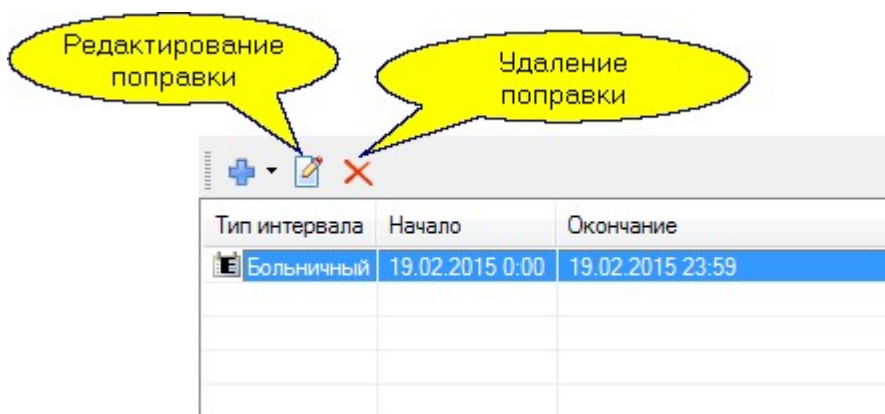 Редактирование
поправки
Удаление
поправки
Тип интервала Начало Окончание
Больничный 19.02.2015 0:00 19.02.2015 23:59